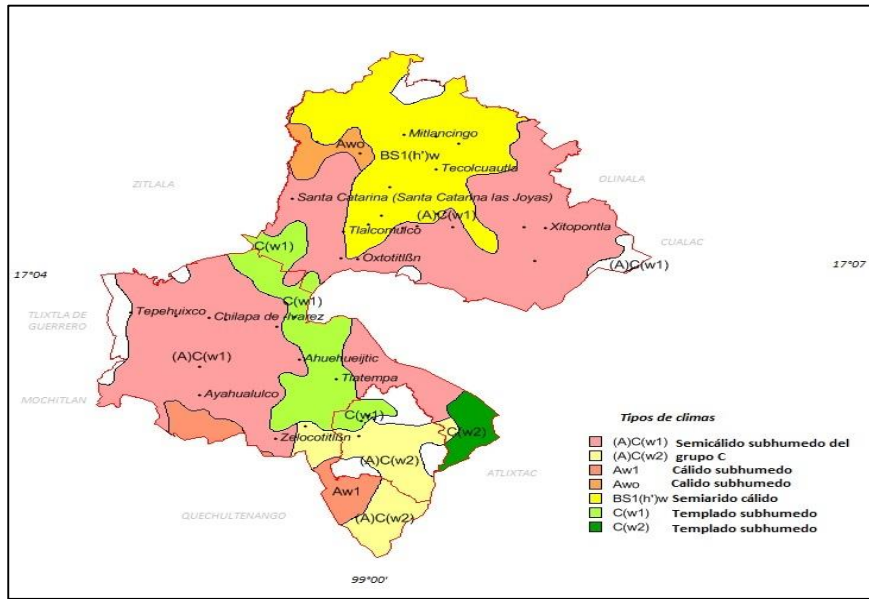 Mitlancingo
Awo
BS1(h')w
Tecolcuautla
ZITLALA
OLINALA
Santa Catarina (Santa Catarina las Joyas)
(A)C(w1)
Tlalcomulco
Xitopontla
C(w1)
CUALAC
Oxtotitlßn
(A)C(w1)
17°04
17°07
C(w1)
TLIXTLA DE
GUERRERO
Tepehuixco
Chilapa de -lvarez
(A)C(w1)
Ahuehueijtic
Tlatempa
MOCHITLAN
Ayahualulco
C(w1)
Zelocotitlßn
C(w2)
(A)C(w2)
ATLIXTAC
Aw1
QUECHULTENANGO
(A)C(w2)
99°00'
Tipos de climas
(A)C(w1) Semicálido subhumedo del
(A)C(w2) grupo C
Aw1 Cálido subhumedo
Awo Calido subhumedo
BS1(h')w Semiarido cálido
C(w1) Templado subhumedo
C(w2) Templado subhumedo